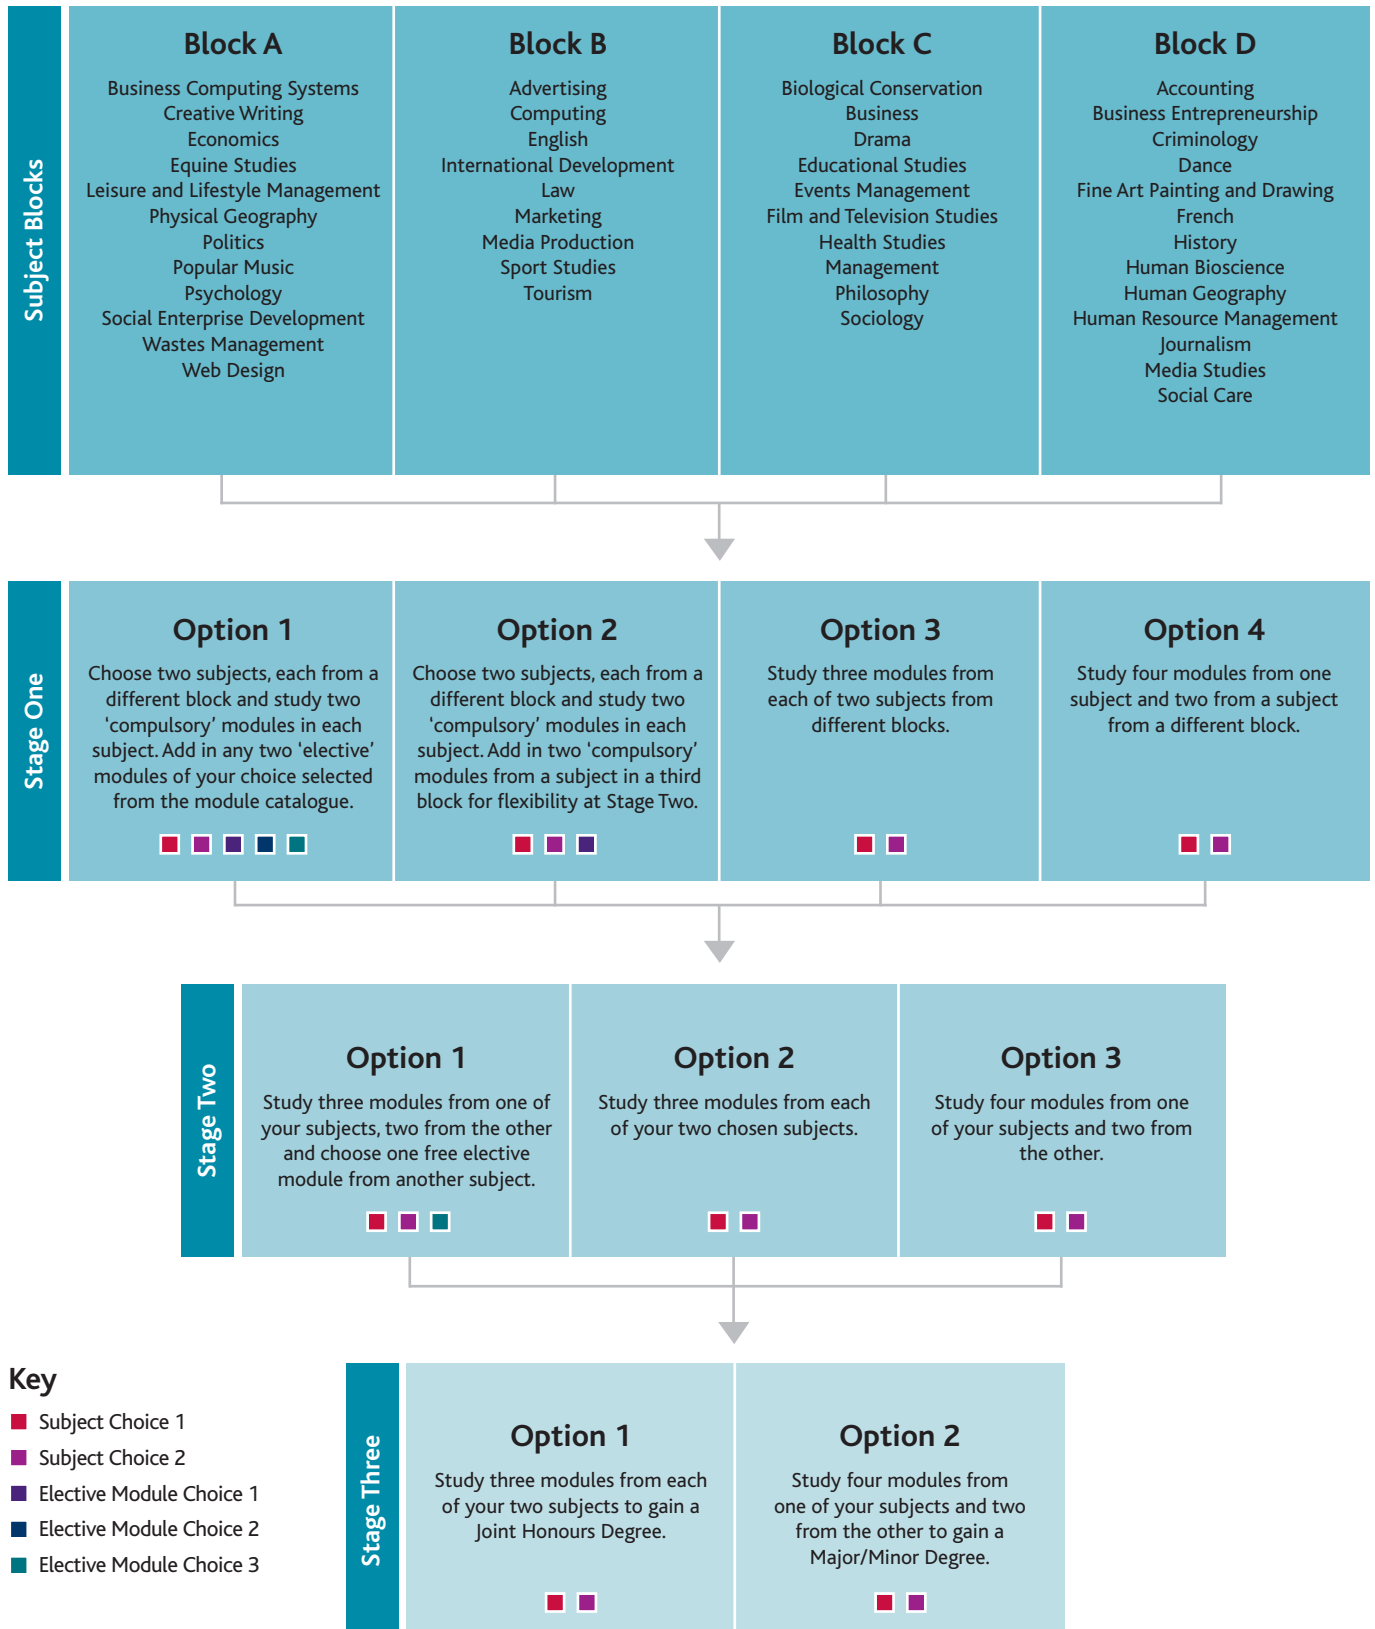 Subject Blocks
Block A
Business Computing Systems
Creative Writing
Economics
Equine Studies
Leisure and Lifestyle Management
Physical Geography
Politics
Popular Music
Psychology
Social Enterprise Development
Wastes Management
Web Design
Block B
Advertising
Computing
English
International Development
Law
Marketing
Media Production
Sport Studies
Tourism
Block C
Biological Conservation
Business
Drama
Educational Studies
Events Management
Film and Television Studies
Health Studies
Management
Philosophy
Sociology
Block D
Accounting
Business Entrepreneurship
Criminology
Dance
Fine Art Painting and Drawing
French
History
Human Bioscience
Human Geography
Human Resource Management
Journalism
Media Studies
Social Care
Stage One
Option 1
Choose two subjects, each from a
different block and study two
‘compulsory’ modules in each
subject. Add in any two ‘elective’
modules of your choice selected
from the module catalogue.
Option 2
Choose two subjects, each from a
different block and study two
‘compulsory’ modules in each
subject. Add in two ‘compulsory’
modules from a subject in a third
block for flexibility at Stage Two.
Option 3
Study three modules from
each of two subjects from
different blocks.
Option 4
Study four modules from one
subject and two from a subject
from a different block.
Stage Two
Option 1
Study three modules from one of
your subjects, two from the other
and choose one free elective
module from another subject.
Option 2
Study three modules from each
of your two chosen subjects.
Option 3
Study four modules from one
of your subjects and two from
the other.
Key
Subject Choice 1
Subject Choice 2
Elective Module Choice 1
Elective Module Choice 2
Elective Module Choice 3
Stage Three
Option 1
Study three modules from each
of your two subjects to gain a
Joint Honours Degree.
Option 2
Study four modules from
one of your subjects and two
from the other to gain a
Major/Minor Degree.